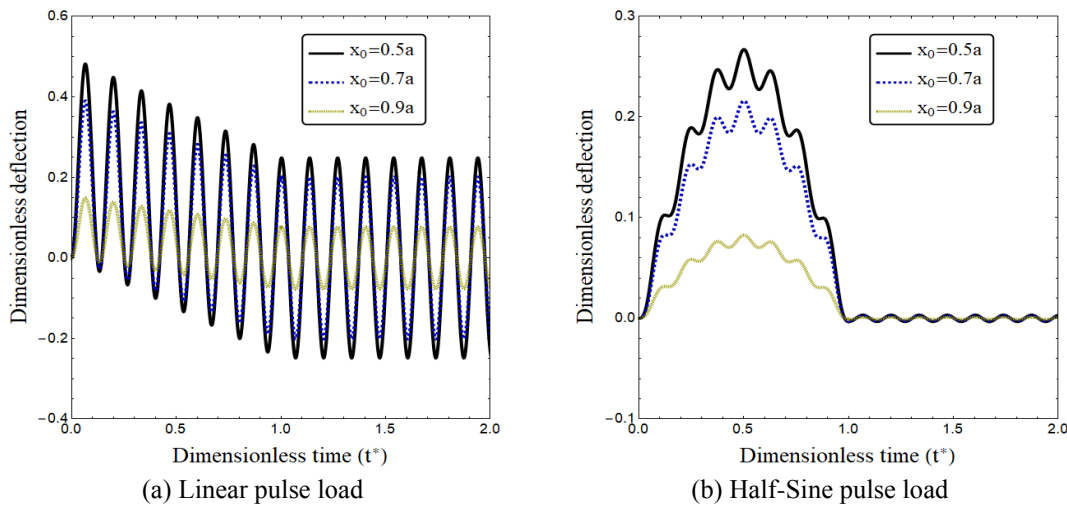 0.6
0.4
0.2
0.0
−0.2
−0.4
Dimensionless deflection
x0=0.5a
x0=0.7a
x0=0.9a
0.0 0.5 1.0 1.5 2.0
Dimensionless time (t*)
(a) Linear pulse load
0.3
0.2
0.1
0.0
−0.1
Dimensionless deflection
x0=0.5a
x0=0.7a
x0=0.9a
0.0 0.5 1.0 1.5 2.0
Dimensionless time (t*)
(b) Half-Sine pulse load